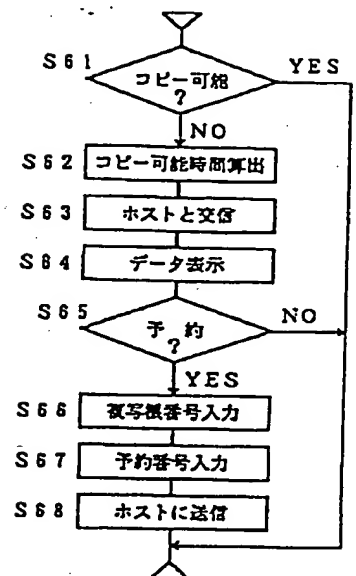 S61 コピー可能? YES
NO
S62 コピー可能時間算出
S63 ホストと交信
S64 データ表示
S65 予約? NO
YES
S66 複写機番号入力
S67 予約番号入力
S68 ホストに送信